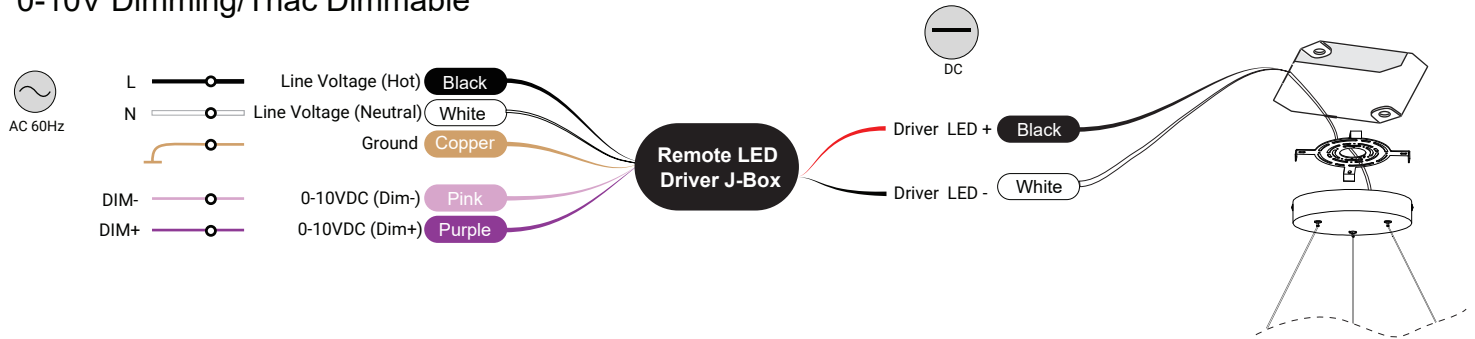 0-10V Dimming/Triac Dimmable
DC
AC 60Hz
L
Line Voltage (Hot)
Black
N
Line Voltage (Neutral)
White
Ground
Copper
DIM-
0-10VDC (Dim-)
Pink
DIM+
0-10VDC (Dim+)
Purple
Remote LED
Driver J-Box
Driver LED +
Black
Driver LED -
White